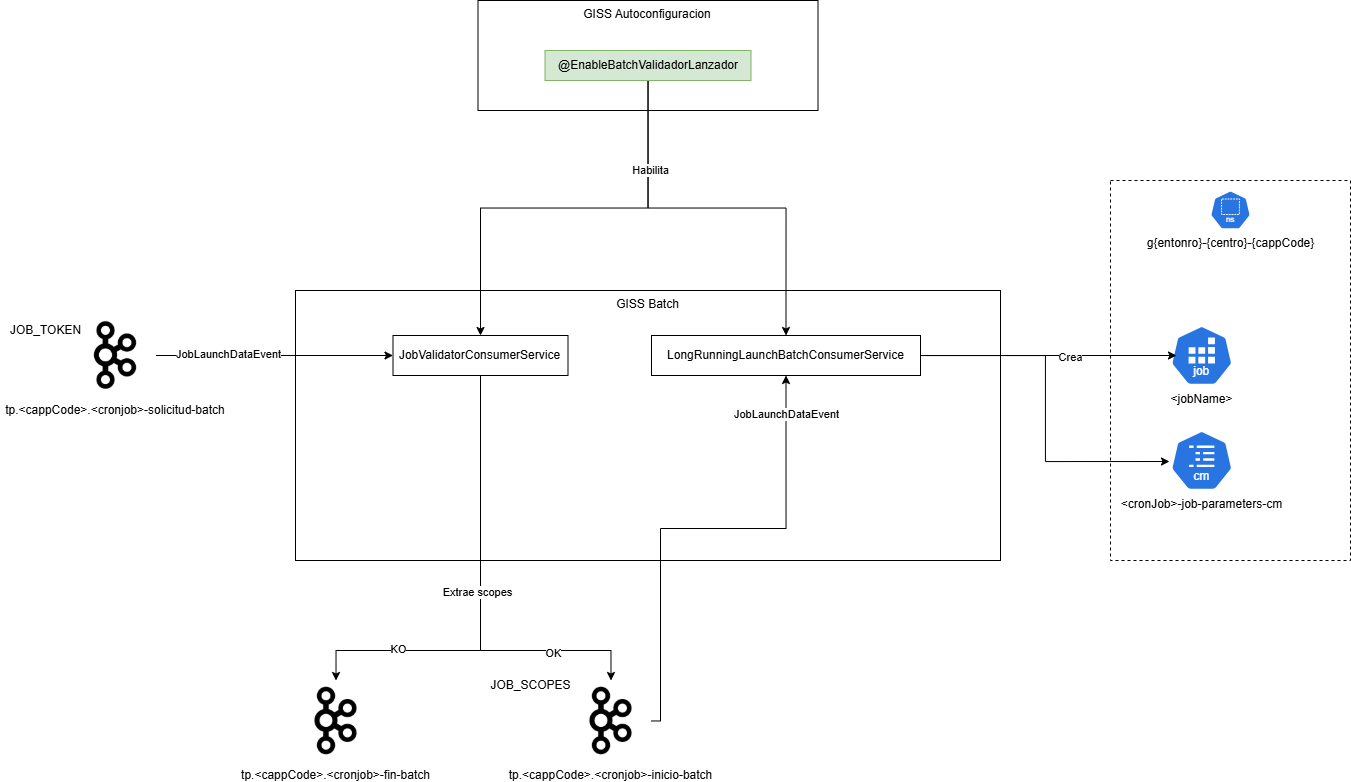 GISS Autoconfiguracion
@EnableBatchValidadorLanzador
Habilita
ns
g{entonro}-{centro}-{cappCode}
GISS Batch
JOB_TOKEN
JobLaunchDataEvent
JobValidatorConsumerService
LongRunningLaunchBatchConsumerService
Crea
job
<jobName>
tp.<cappCode>.<cronjob>-solicitud-batch
JobLaunchDataEvent
cm
<cronJob>-job-parameters-cm
Extrae scopes
KO
OK
JOB_SCOPES
tp.<cappCode>.<cronjob>-fin-batch
tp.<cappCode>.<cronjob>-inicio-batch